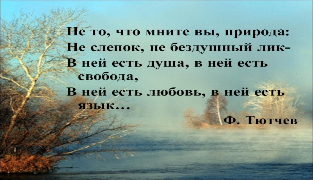 Не то, что мните вы, природа:
Не слепок, не бездушный лик-
В ней есть душа, в ней есть
свобода,
В ней есть любовь, в ней есть
язык...
Ф. Тютчев